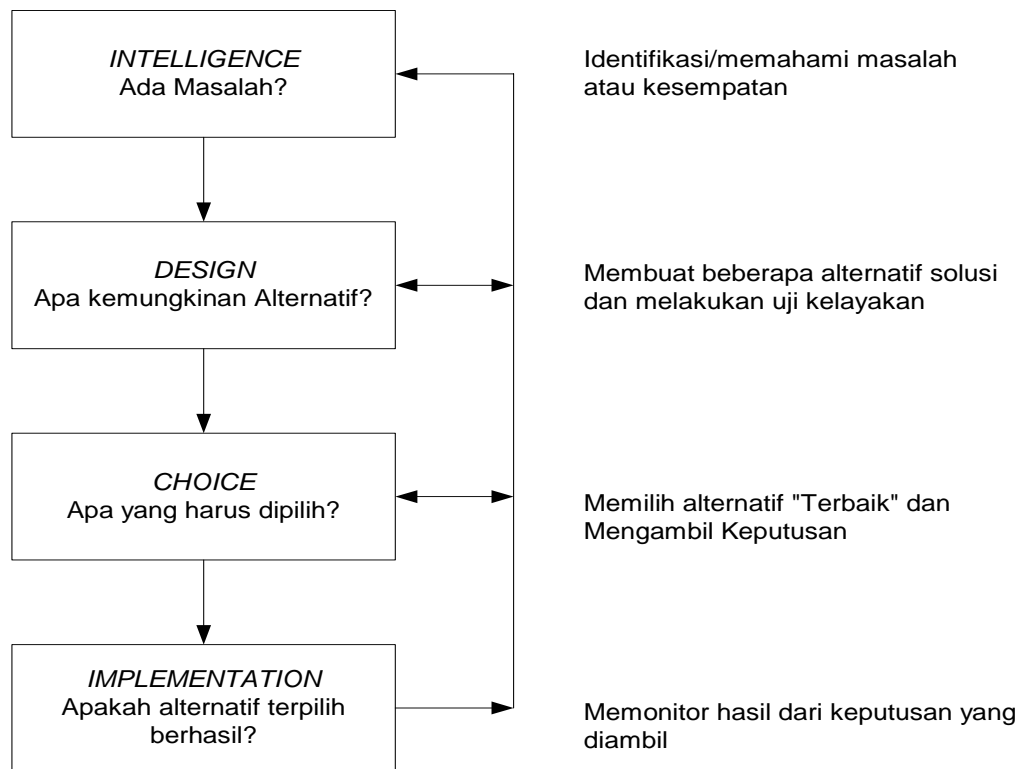 INTELLIGENCE
Ada Masalah?
Identifikasi/memahami masalah
atau kesempatan
DESIGN
Apa kemungkinan Alternatif?
Membuat beberapa alternatif solusi
dan melakukan uji kelayakan
CHOICE
Apa yang harus dipilih?
Memilih alternatif "Terbaik" dan
Mengambil Keputusan
IMPLEMENTATION
Apakah alternatif terpilih
berhasil?
Memonitor hasil dari keputusan yang
diambil